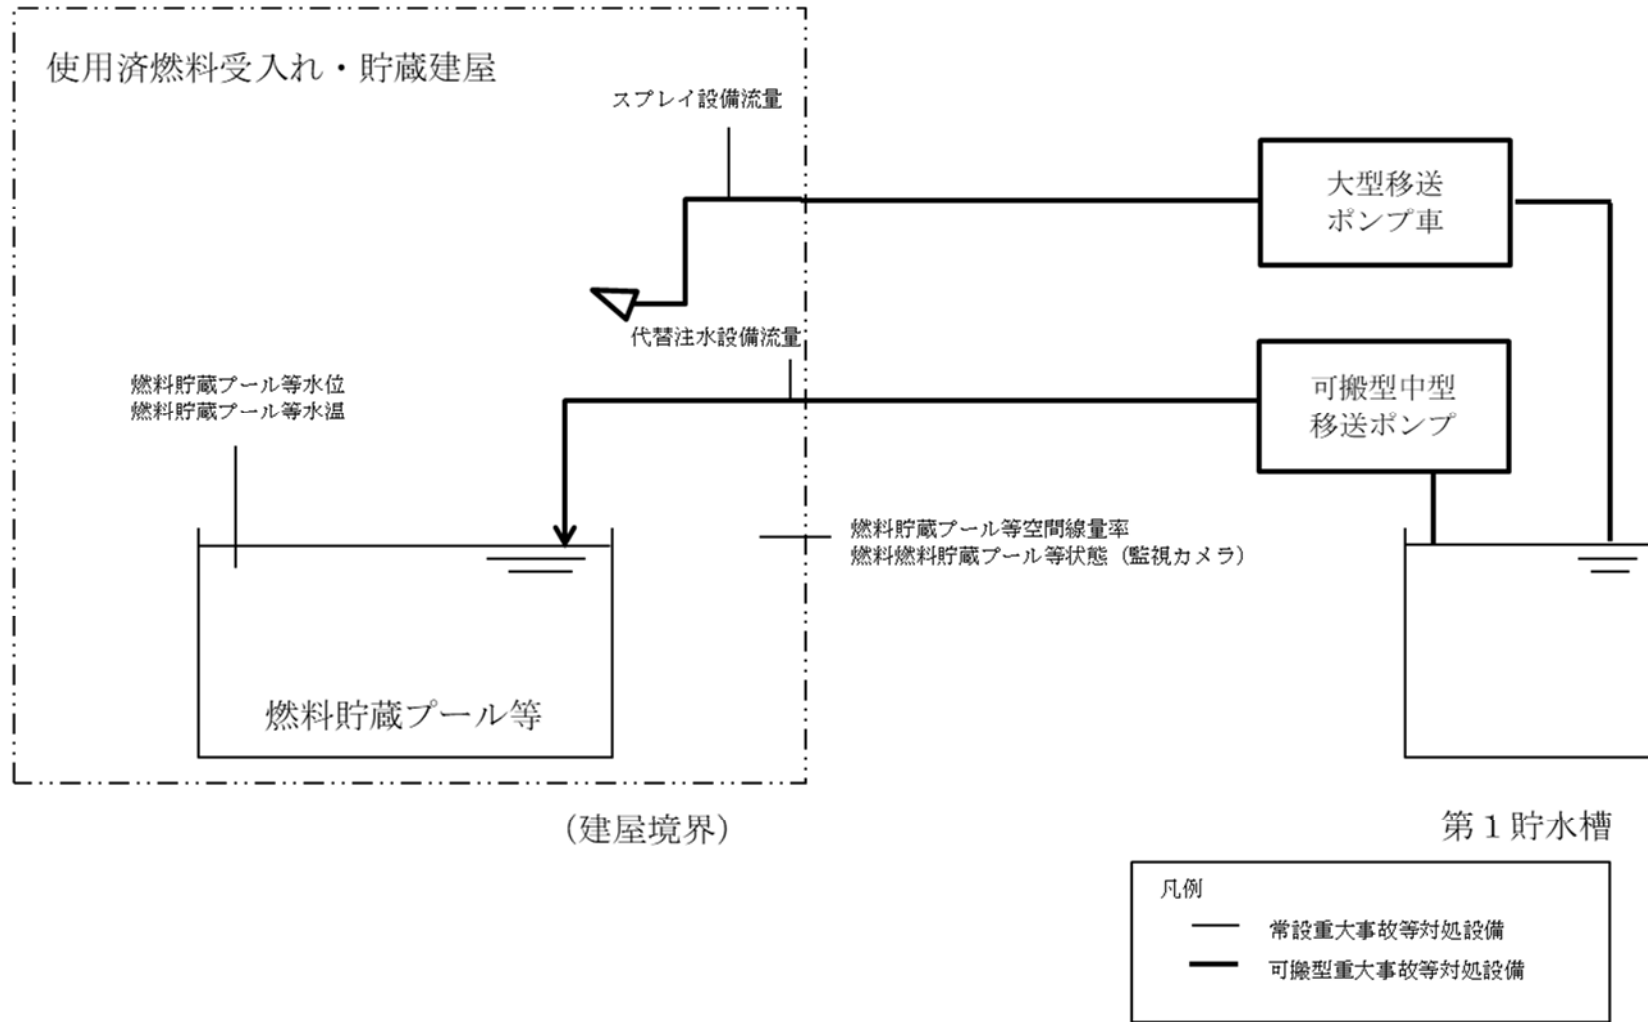 使用済燃料受入れ・貯蔵建屋
スプレイ設備流量
大型移送
ポンプ車
代替注水設備流量
可搬型中型
移送ポンプ
燃料貯蔵プール等水位
燃料貯蔵プール等水温
燃料貯蔵プール等空間線量率
燃料燃料貯蔵プール等状態（監視カメラ）
燃料貯蔵プール等
（建屋境界）
第１貯水槽
凡例
常設重大事故等対処設備
可搬型重大事故等対処設備